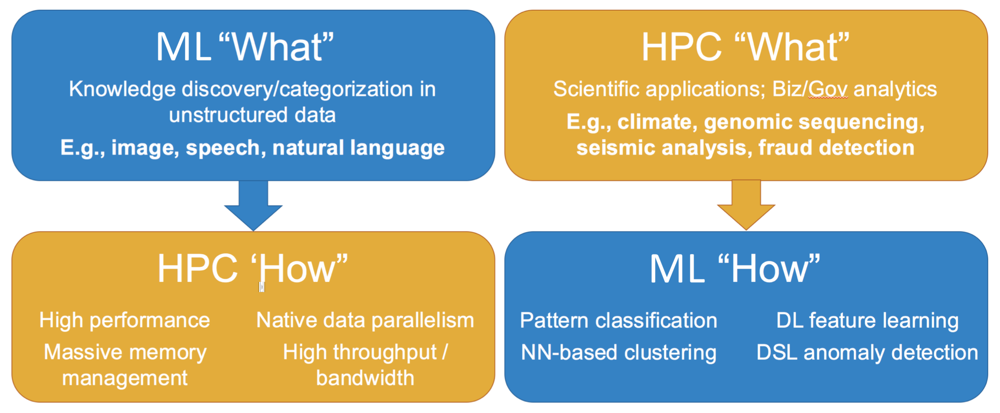 ML “What”
Knowledge discovery/categorization in
unstructured data
E.g., image, speech, natural language
HPC “What”
Scientific applications; Biz/Gov analytics
E.g., climate, genomic sequencing,
seismic analysis, fraud detection
HPC ‘How”
High performance
Massive memory
management
Native data parallelism
High throughput /
bandwidth
ML “How”
Pattern classification
NN-based clustering
DL feature learning
DSL anomaly detection